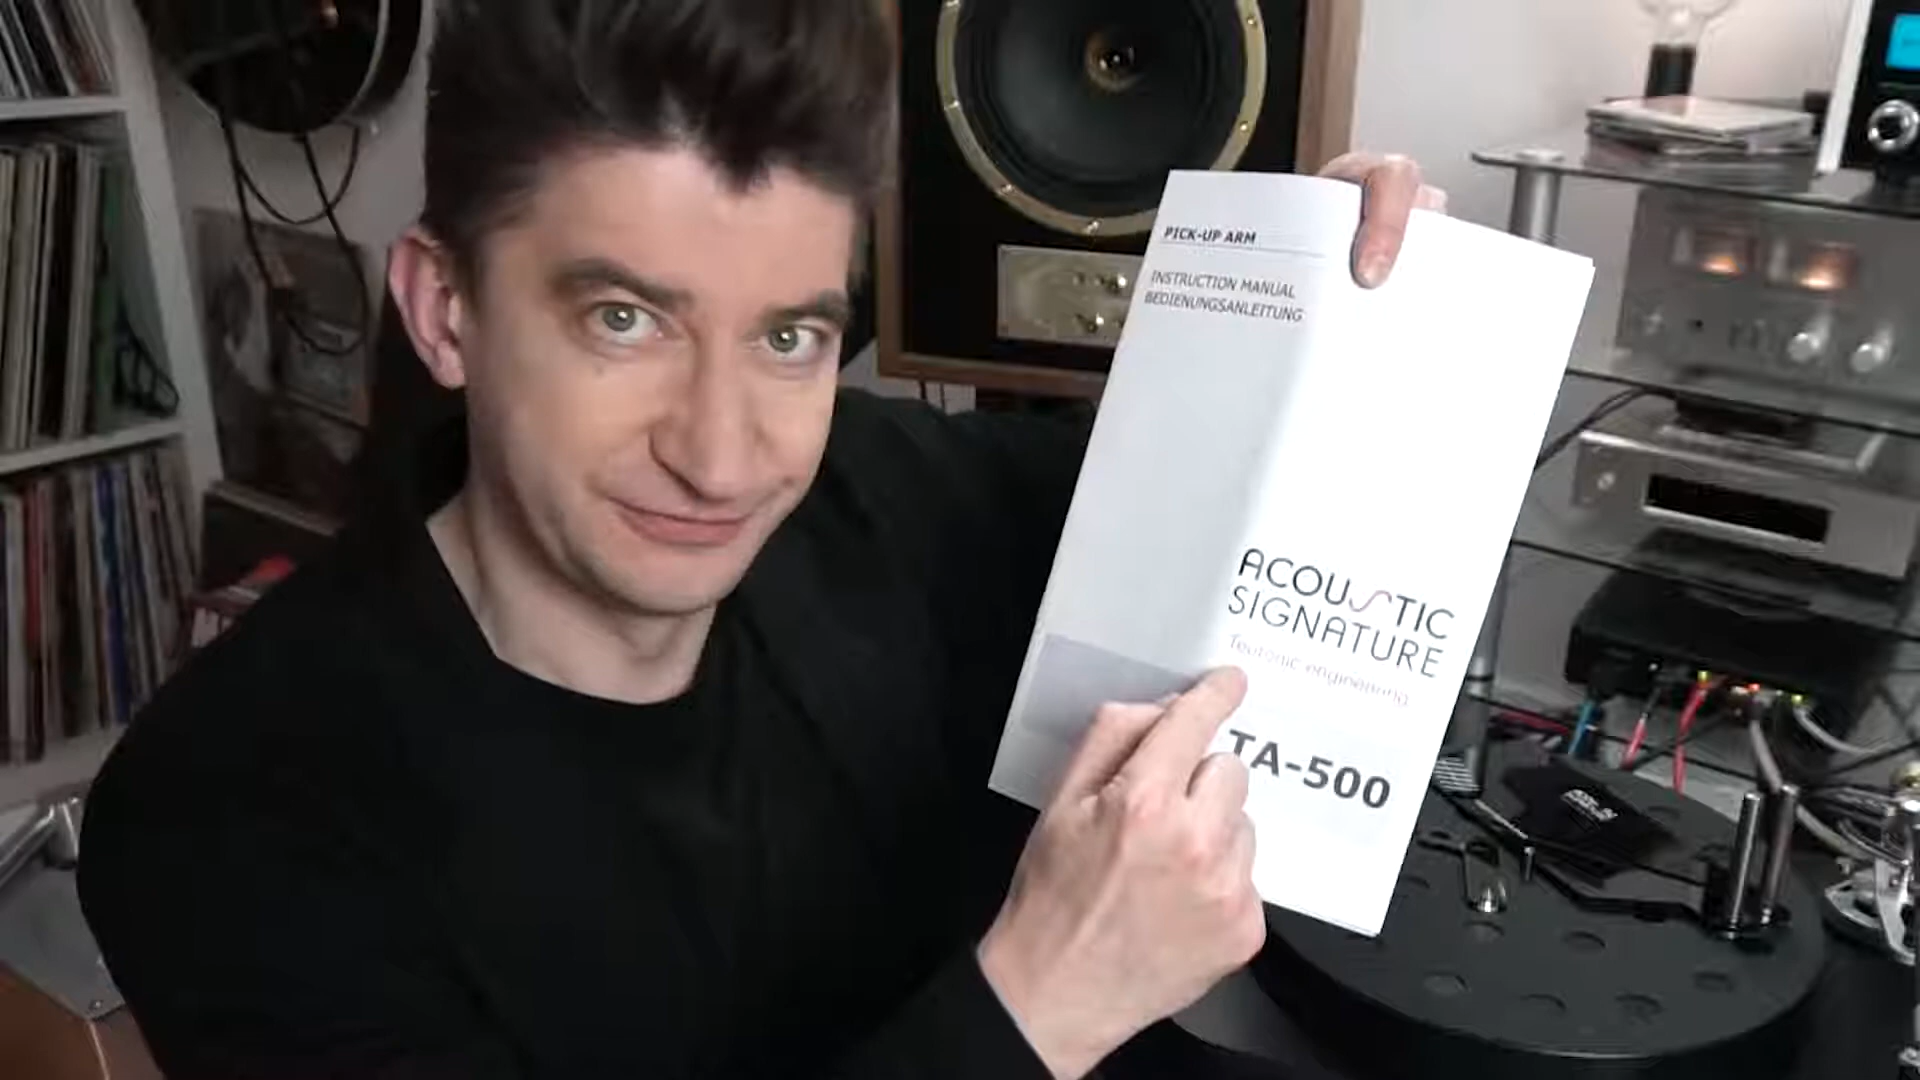 PICK-UP ARM
INSTRUCTION MANUAL
BEDIENUNGSANLEITUNG
ACOUSTIC
SIGNATURE
Teutonic engineering
TA-500